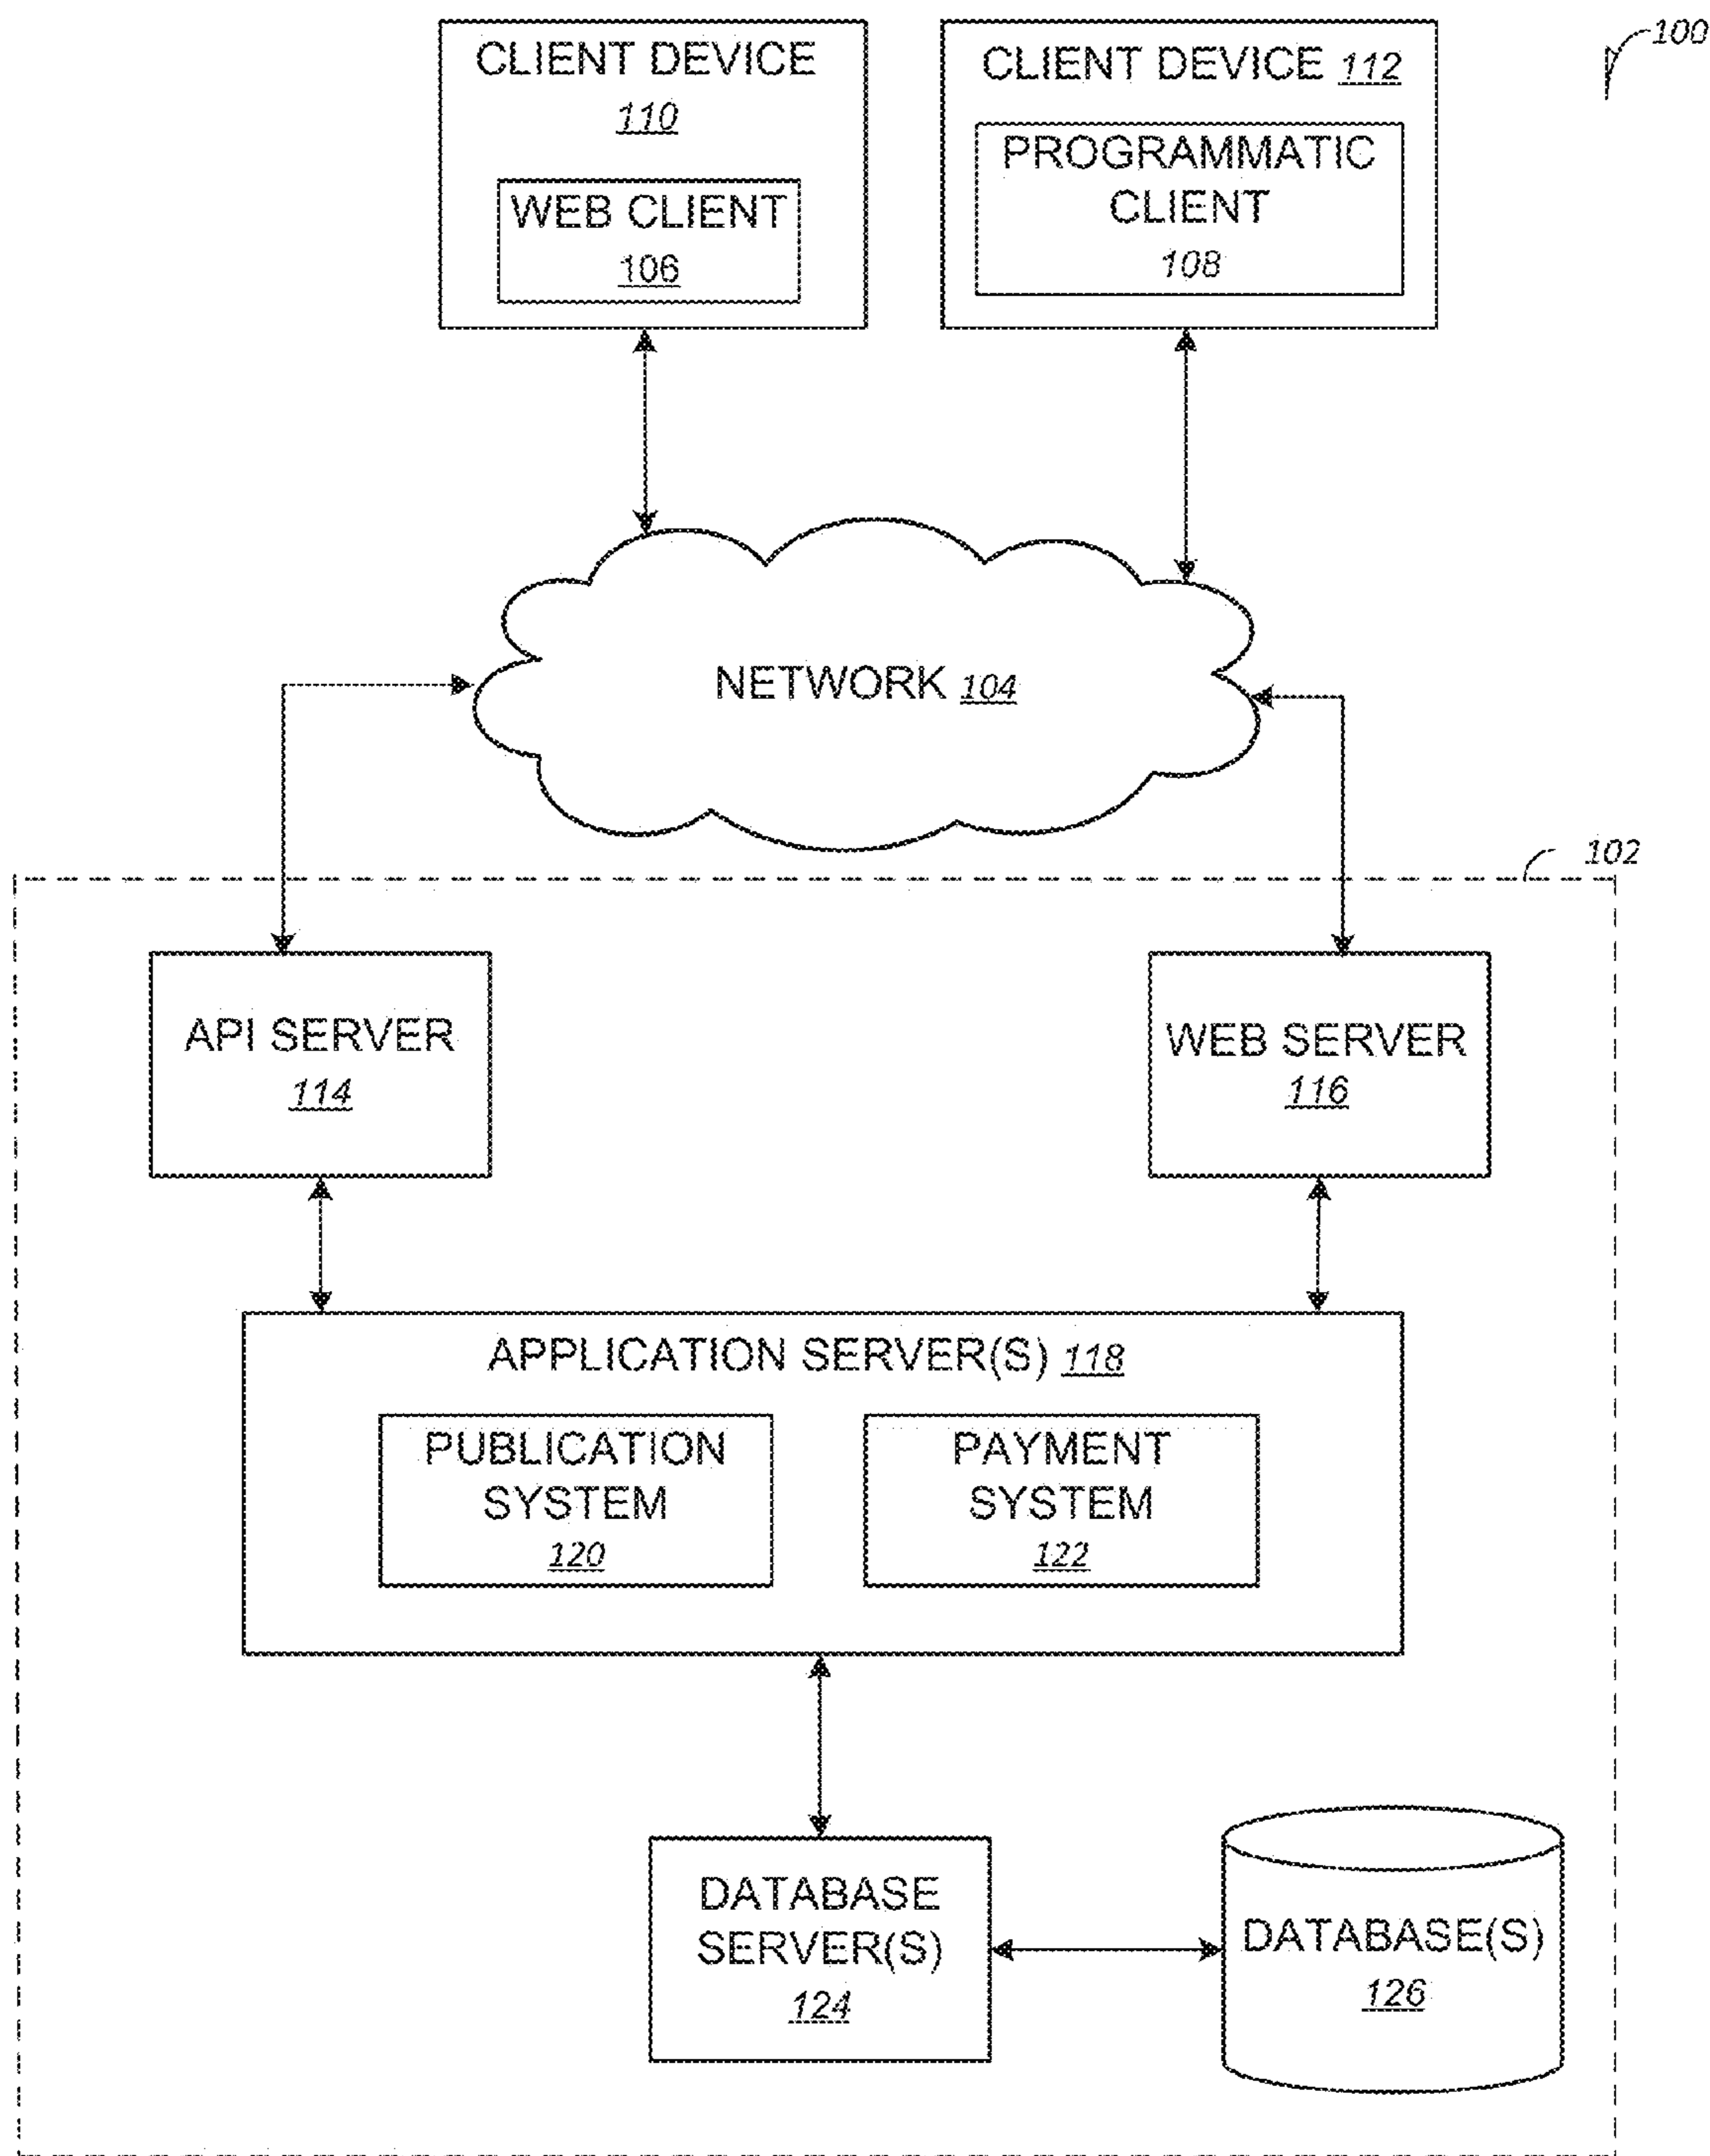 100
CLIENT DEVICE
110
WEB CLIENT
106
CLIENT DEVICE 112
PROGRAMMATIC
CLIENT
108
NETWORK 104
102
API SERVER
114
WEB SERVER
116
APPLICATION SERVER(S) 118
PUBLICATION
SYSTEM
120
PAYMENT
SYSTEM
122
DATABASE
SERVER(S)
124
DATABASE(S)
126